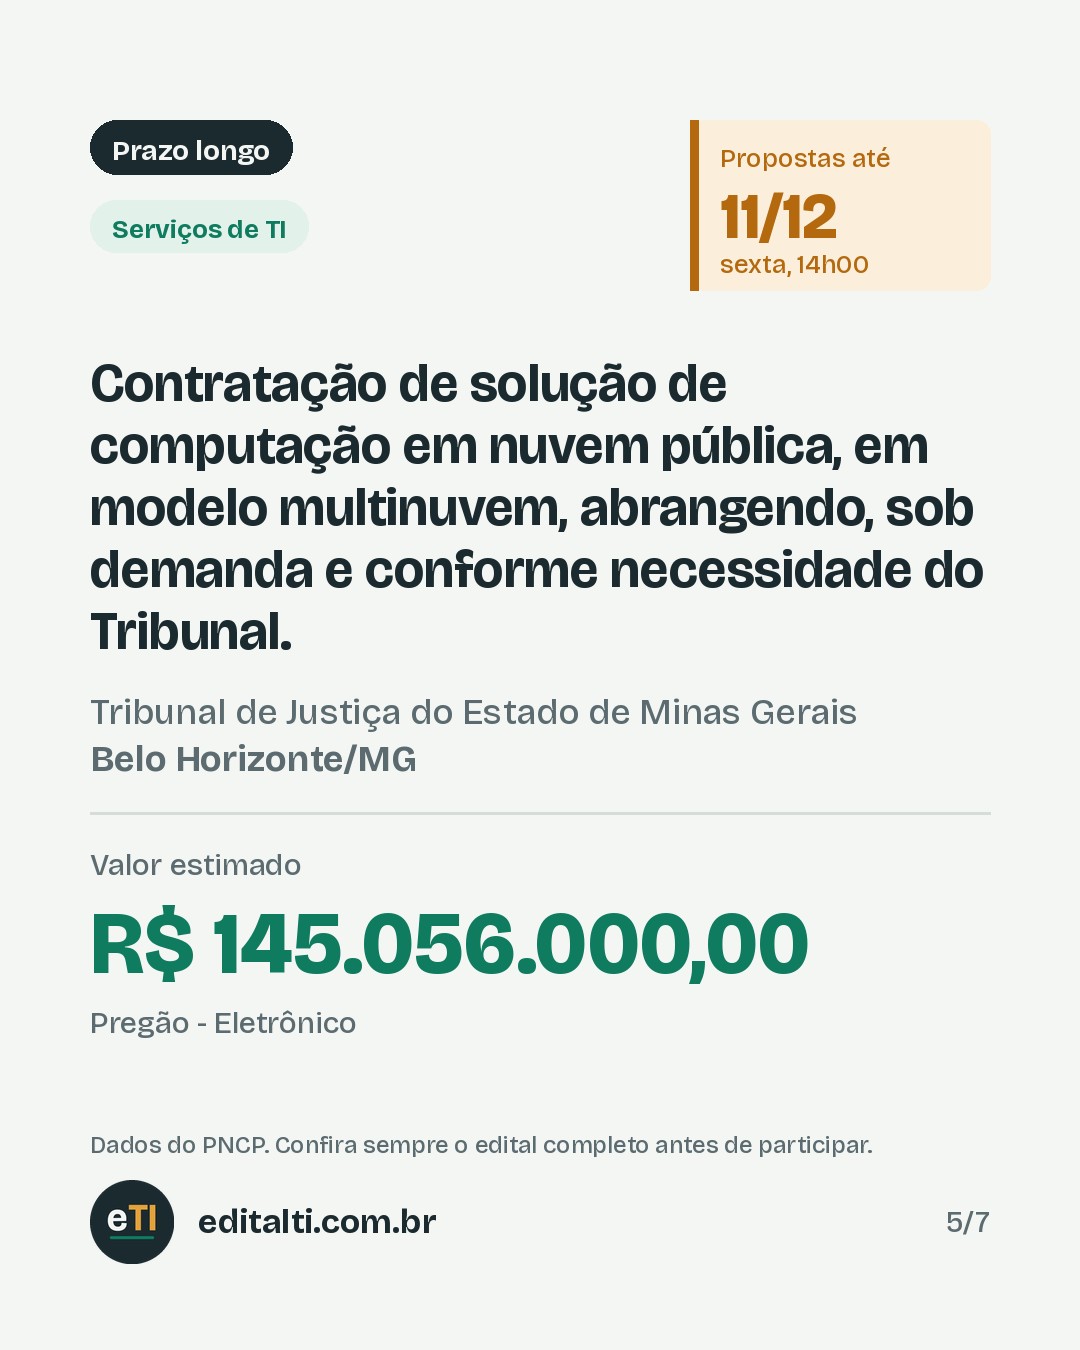 Prazo longo
Serviços de TI
Propostas até
11/12
sexta, 14h00
Contratação de solução de
computação em nuvem pública, em
modelo multinuvem, abrangendo, sob
demanda e conforme necessidade do
Tribunal.
Tribunal de Justiça do Estado de Minas Gerais
Belo Horizonte/MG
Valor estimado
R$ 145.056.000,00
Pregão - Eletrônico
Dados do PNCP. Confira sempre o edital completo antes de participar.
eTI
editalti.com.br
5/7